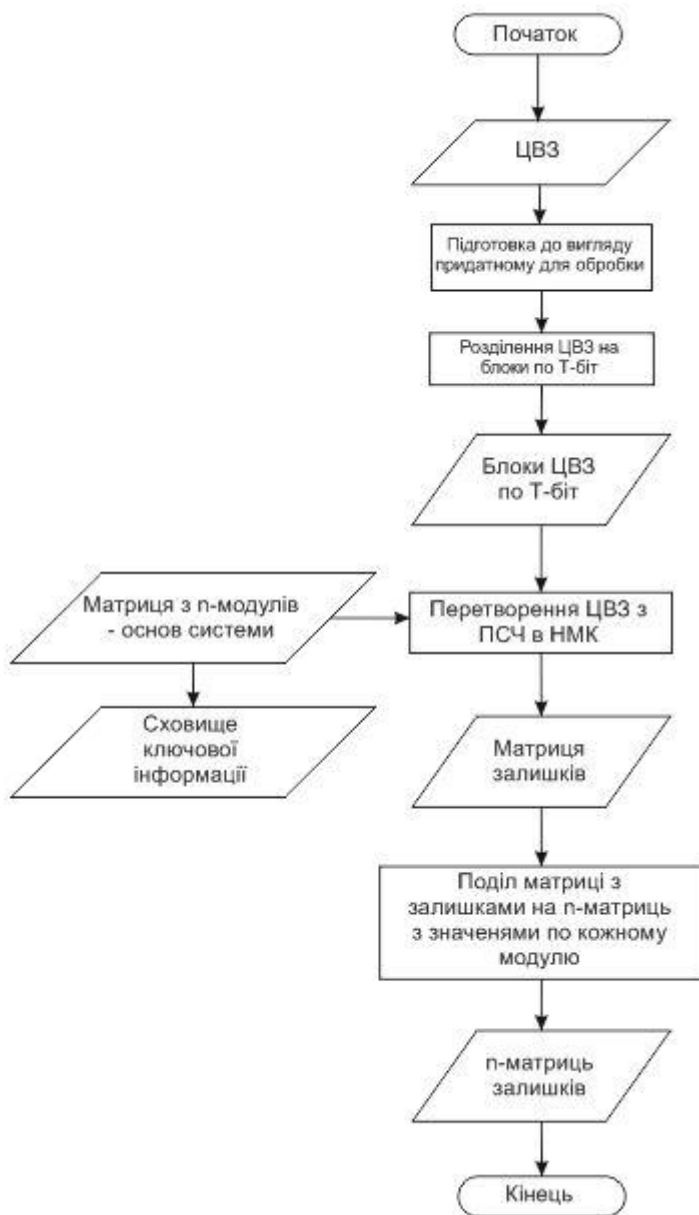 Початок
ЦВЗ
Підготовка до вигляду
придатному для обробки
Розділення ЦВЗ на
блоки по Т-біт
Блоки ЦВЗ
по Т-біт
Матриця з n-модулів
- основ системи
Перетворення ЦВЗ з
ПСЧ в НМК
Сховище
ключової
інформації
Матриця
залишків
Поділ матриці з
залишками на n-матриць
з значенями по кожному
модулю
n-матриць
залишків
Кінець